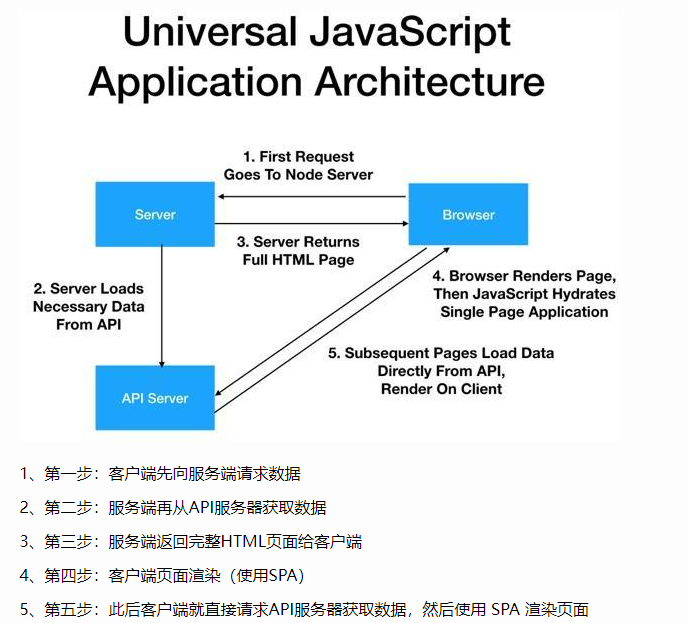 Universal JavaScript
Application Architecture
1. First Request
Goes To Node Server
Server
Browser
3. Server Returns
Full HTML Page
2. Server Loads
Necessary Data
From API
4. Browser Renders Page,
Then JavaScript Hydrates
Single Page Application
5. Subsequent Pages Load Data
Directly From API,
Render On Client
API Server
1、第一步：客户端先向服务端请求数据
2、第二步：服务端再从API服务器获取数据
3、第三步：服务端返回完整HTML页面给客户端
4、第四步：客户端页面渲染（使用SPA）
5、第五步：此后客户端就直接请求API服务器获取数据，然后使用 SPA 渲染页面